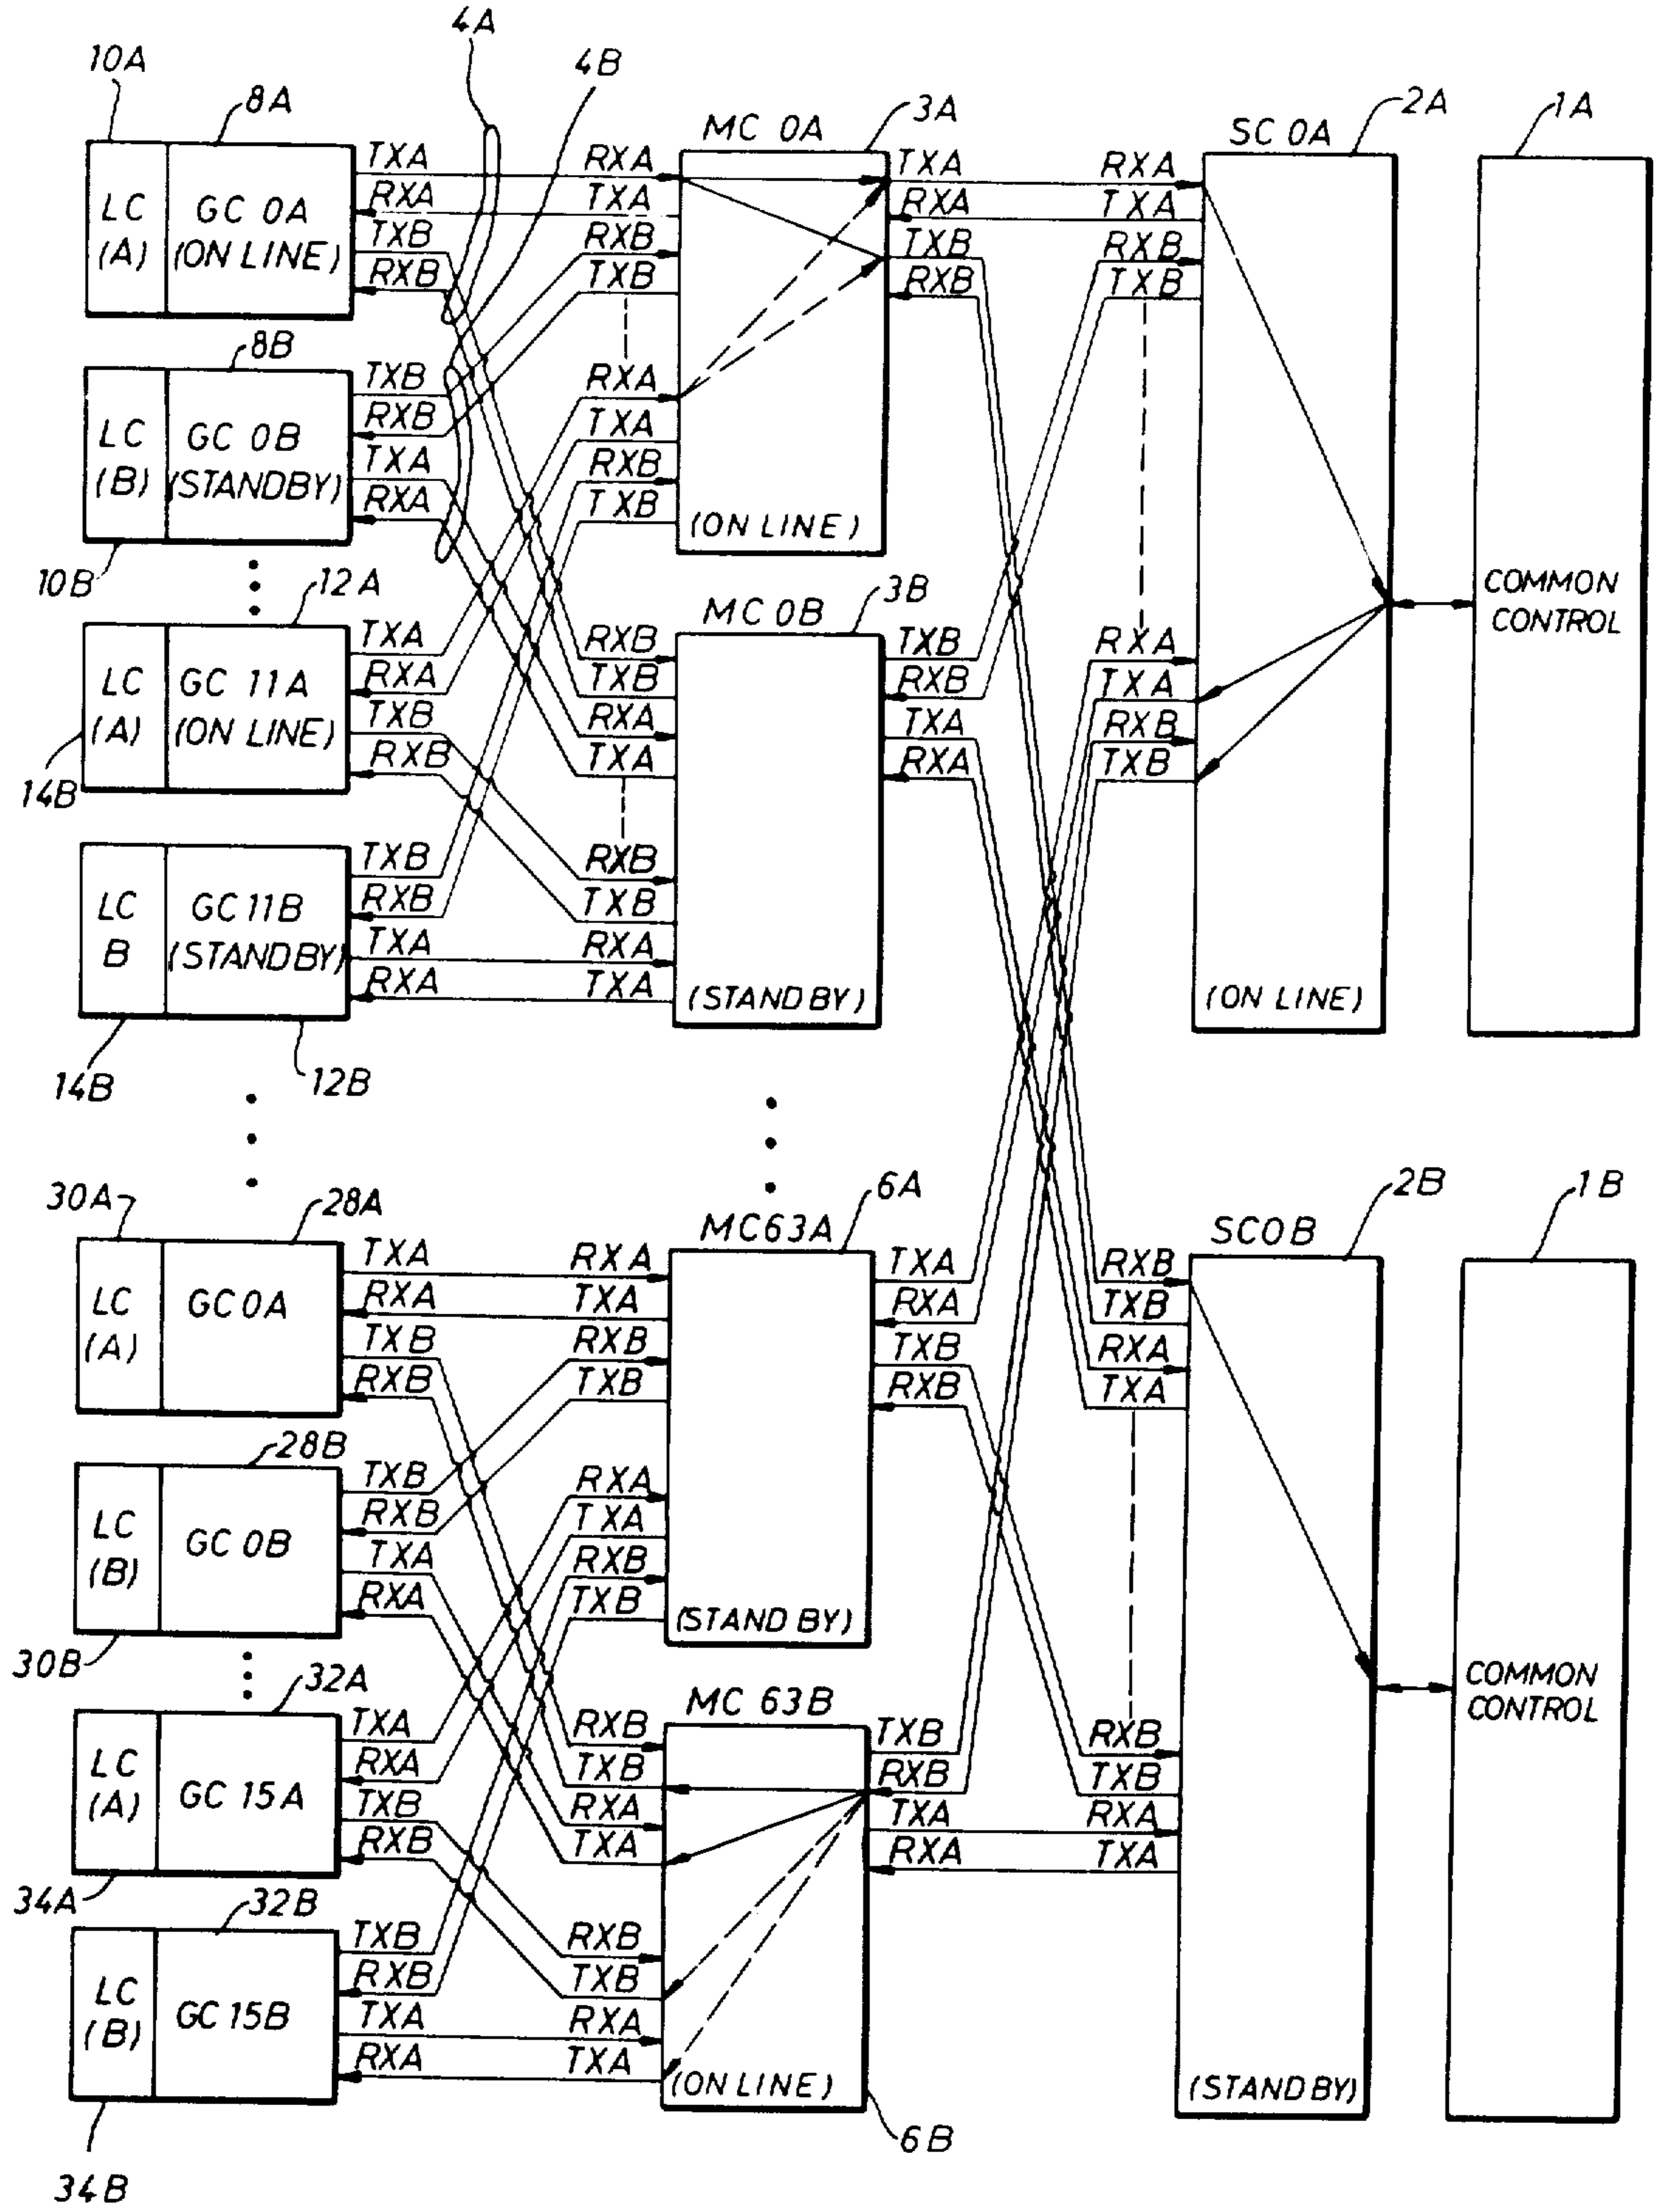 4A
10A
4B
8A
MC 0A
3A
SC 0A
2A
1A
LC
(A)
GC 0A
(ON LINE)
TXA
RXA
TXB
RXB
RXA
TXA
RXB
TXB
RXA
TXA
RXB
TXB
(ON LINE)
TXA
RXA
TXB
RXB
RXA
TXA
RXB
TXB
RXA
TXA
RXB
TXB
(ON LINE)
COMMON
CONTROL
8B
LC
(B)
GC 0B
(STANDBY)
TXB
RXB
TXA
RXA
10B
12A
LC
(A)
GC 11A
(ON LINE)
TXA
RXA
TXB
RXB
14B
MC 0B
3B
RXB
TXB
RXA
TXA
RXB
TXB
RXA
TXA
(STANDBY)
TXB
RXB
TXA
RXA
LC
B
GC 11B
(STANDBY)
TXB
RXB
TXA
RXA
14B
12B
30A
28A
MC63A
6A
SC0B
2B
1B
LC
(A)
GC0A
TXA
RXA
TXB
RXB
RXA
TXA
RXB
TXB
RXA
TXA
RXB
TXB
(STANDBY)
TXA
RXA
TXB
RXB
RXB
TXB
RXA
TXA
RXB
TXB
RXA
TXA
(STANDBY)
COMMON
CONTROL
28B
LC
(B)
GC 0B
TXB
RXB
TXA
RXA
30B
32A
LC
(A)
GC 15A
TXA
RXA
TXB
RXB
34A
MC 63B
RXB
TXB
RXA
TXA
RXB
TXB
RXA
TXA
(ON LINE)
TXB
RXB
TXA
RXA
6B
32B
LC
(B)
GC 15B
TXB
RXB
TXA
RXA
34B